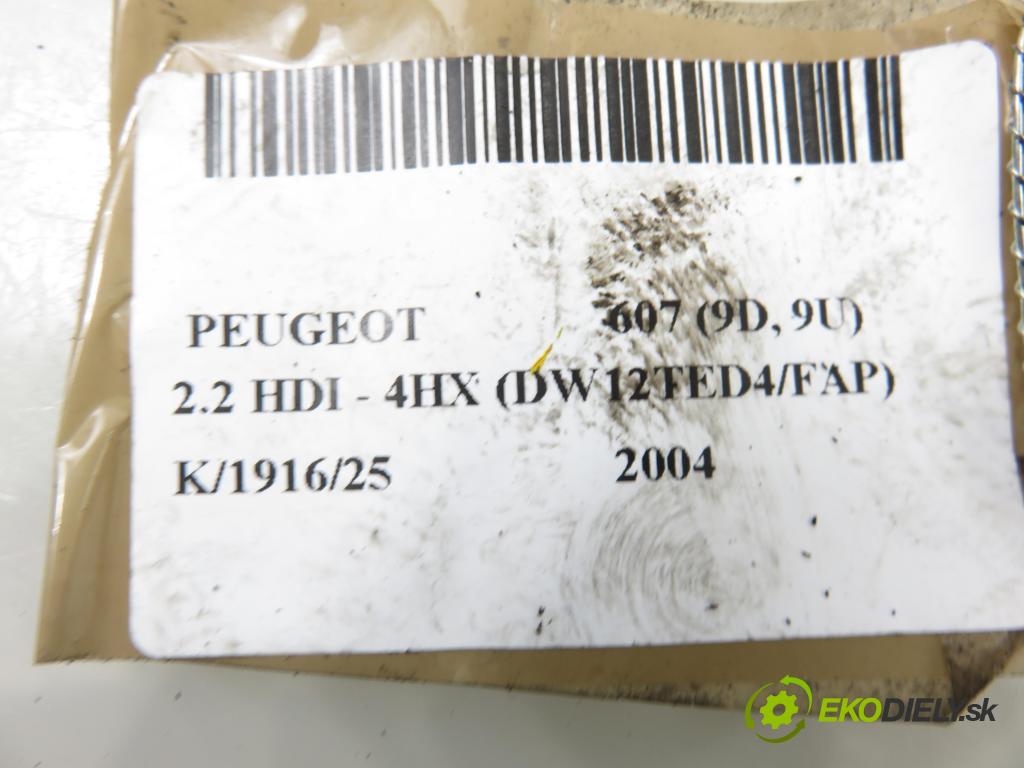 PEUGEOT 607 (9D, 9U)
2.2 HDI - 4HX (DW12TED4/FAP)
K/1916/25 2004
EKODIELY.sk